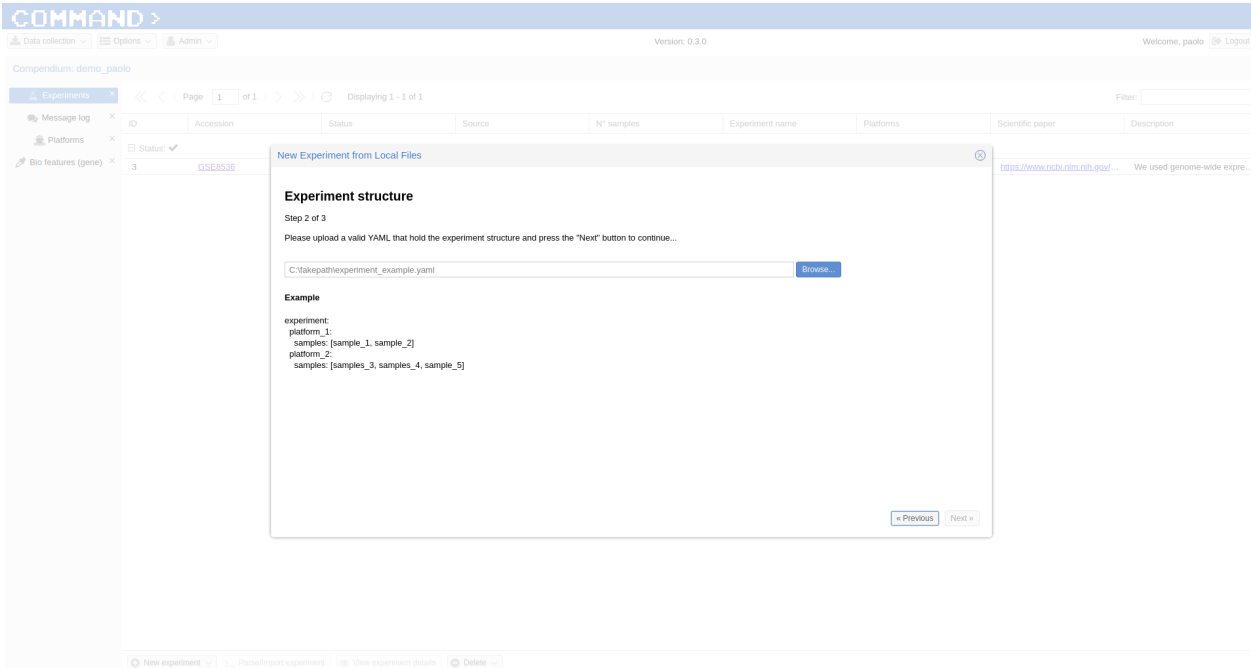 COMMAND>
Data collection Options Admin Version: 0.3.0 Welcome, paolo Logout
Compendium: demo_paolo
Experiments
Message log
Platforms
Bio features (gene)
Page 1 of 1 Displaying 1 - 1 of 1 Filter:
ID Accession Status Source N° samples Experiment name Platforms Scientific paper Description
Status:
3 GSE8536 https://www.ncbi.nlm.nih.gov/... We used genome-wide expre...
New Experiment from Local Files
Experiment structure
Step 2 of 3
Please upload a valid YAML that hold the experiment structure and press the "Next" button to continue...
C:\fakepath\experiment_example.yaml Browse...
Example
experiment:
platform_1:
samples: [sample_1, sample_2]
platform_2:
samples: [samples_3, samples_4, sample_5]
« Previous Next »
New experiment Parse/Import experiment View experiment details Delete